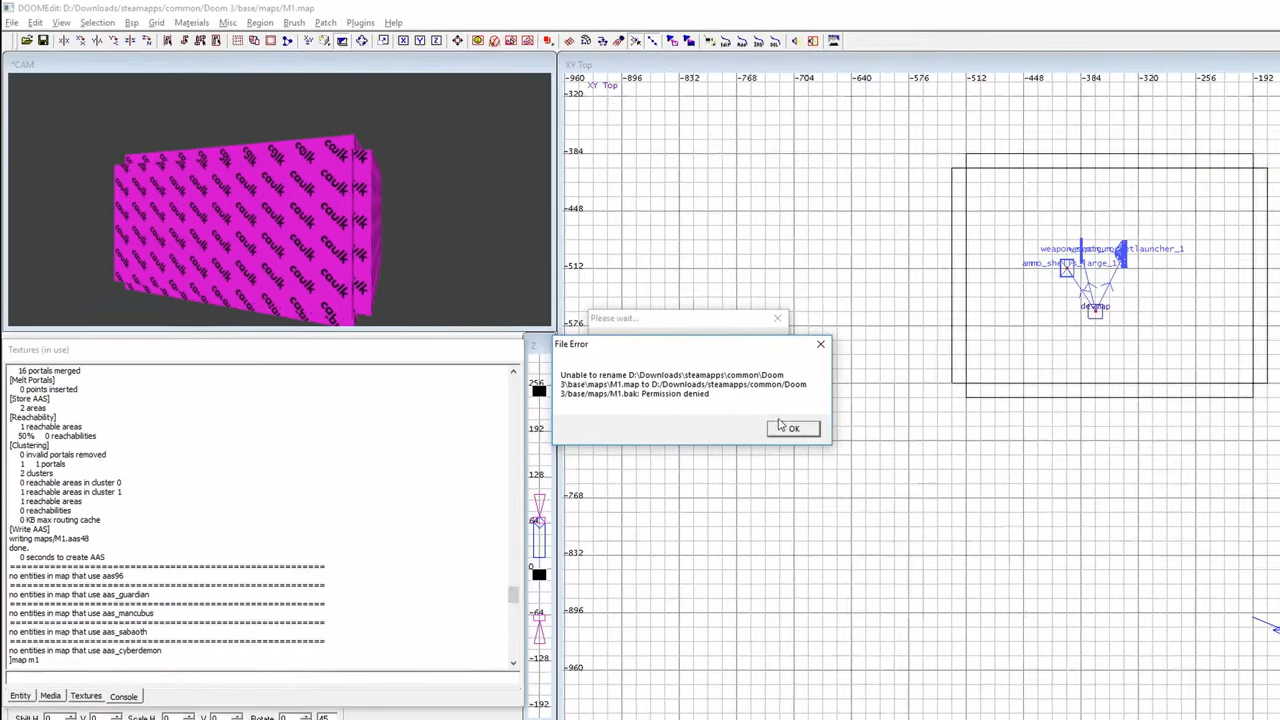 DOOMEdit: D:/Downloads/steamapps/common/Doom 3/base/maps/M1.map
File Edit View Selection Bsp Grid Textures Materials Misc Region Brush Patch Plugins Help
*CAM
caulk
Textures (in use)
16 portals merged
[Melt Portals]
0 points inserted
[Store AAS]
2 areas
[Reachability]
1 reachable areas
50% 0 reachabilities
[Clustering]
0 invalid portals removed
1 1 portals
2 clusters
0 reachable areas in cluster 0
1 reachable areas in cluster 1
1 reachable areas
0 reachabilities
0 KB max routing cache
[Write AAS]
writing maps/M1.aas48
done.
0 seconds to create AAS
======================================================
no entities in map that use aas96
======================================================
no entities in map that use aas_guardian
======================================================
no entities in map that use aas_mancubus
======================================================
no entities in map that use aas_sabaoth
======================================================
no entities in map that use aas_cyberdemon
]map m1
Entity Media Textures Console
Z
256
192
128
64
0
-64
-128
-192
XY Top
-960 -896 -832 -768 -704 -640 -576 -512 -448 -384 -320 -256 -192
XY Top
-384
-448
-512
-576
-768
-832
-896
-960
ammo_shells_large_1
Please wait...
File Error
Unable to rename D:\Downloads\steamapps\common\Doom
3\base\maps\M1.map to D:/Downloads/steamapps/common/Doom
3/base/maps/M1.bak: Permission denied
OK